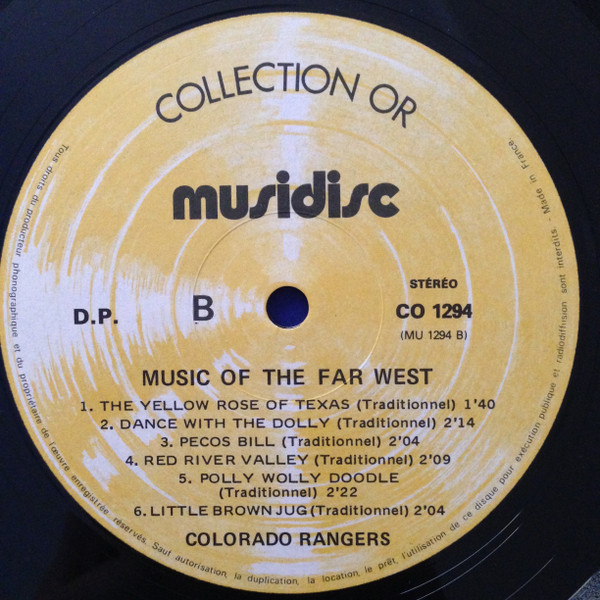 COLLECTION OR
musidisc
STÉRÉO
D.P.
B
CO 1294
(MU 1294 B)
MUSIC OF THE FAR WEST
1. THE YELLOW ROSE OF TEXAS (Traditionnel) 1'40
2. DANCE WITH THE DOLLY (Traditionnel) 2'14
3. PECOS BILL (Traditionnel) 2'04
4. RED RIVER VALLEY (Traditionnel) 2'09
5. POLLY WOLLY DOODLE
(Traditionnel) 2'22
6. LITTLE BROWN JUG (Traditionnel) 2'04
COLORADO RANGERS
Tous droits du producteur phonographique et du propriétaire de l'œuvre enregistrée réservés. Sauf autorisation, la duplication, la location, le prêt, l'utilisation de ce disque pour exécution publique et radiodiffusion sont interdits. - Made in France.